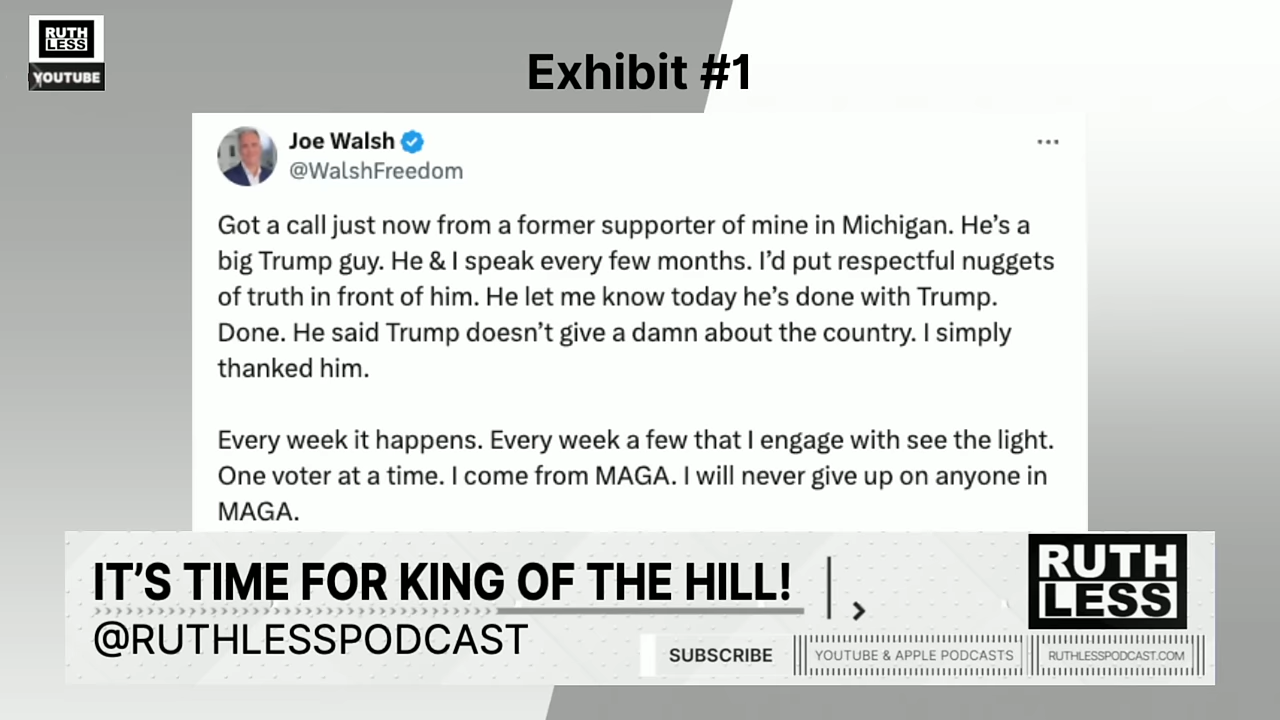 RUTH
LESS
YOUTUBE
Exhibit #1
Joe Walsh
@WalshFreedom
Got a call just now from a former supporter of mine in Michigan. He’s a
big Trump guy. He & I speak every few months. I’d put respectful nuggets
of truth in front of him. He let me know today he’s done with Trump.
Done. He said Trump doesn’t give a damn about the country. I simply
thanked him.
Every week it happens. Every week a few that I engage with see the light.
One voter at a time. I come from MAGA. I will never give up on anyone in
MAGA.
IT’S TIME FOR KING OF THE HILL!
@RUTHLESSPODCAST
RUTH
LESS
SUBSCRIBE
YOUTUBE & APPLE PODCASTS
RUTHLESSPODCAST.COM